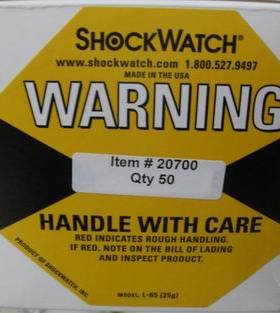 SHOCKWATCH®
www.shockwatch.com 1.800.527.9497
MADE IN THE USA
WARNING
Item # 20700
Qty 50
HANDLE WITH CARE
RED INDICATES ROUGH HANDLING.
IF RED, NOTE ON THE BILL OF LADING
AND INSPECT PRODUCT.
PRODUCT OF SHOCKWATCH, INC.
MODEL: L-65 (25g)